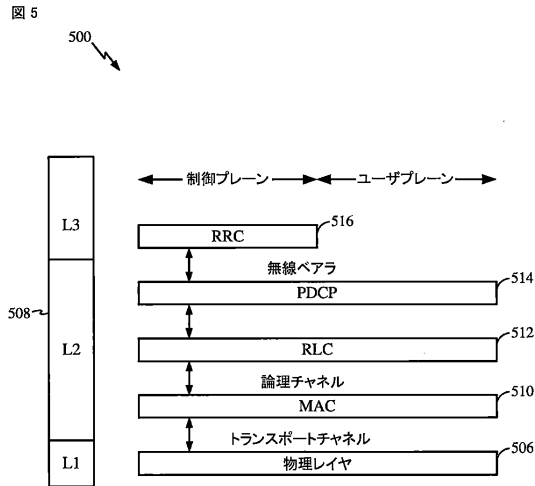 図 5
500
制御プレーン
ユーザプレーン
L3
516
RRC
無線ベアラ
514
PDCP
508
L2
512
RLC
論理チャネル
510
MAC
トランスポートチャネル
506
L1
物理レイヤ